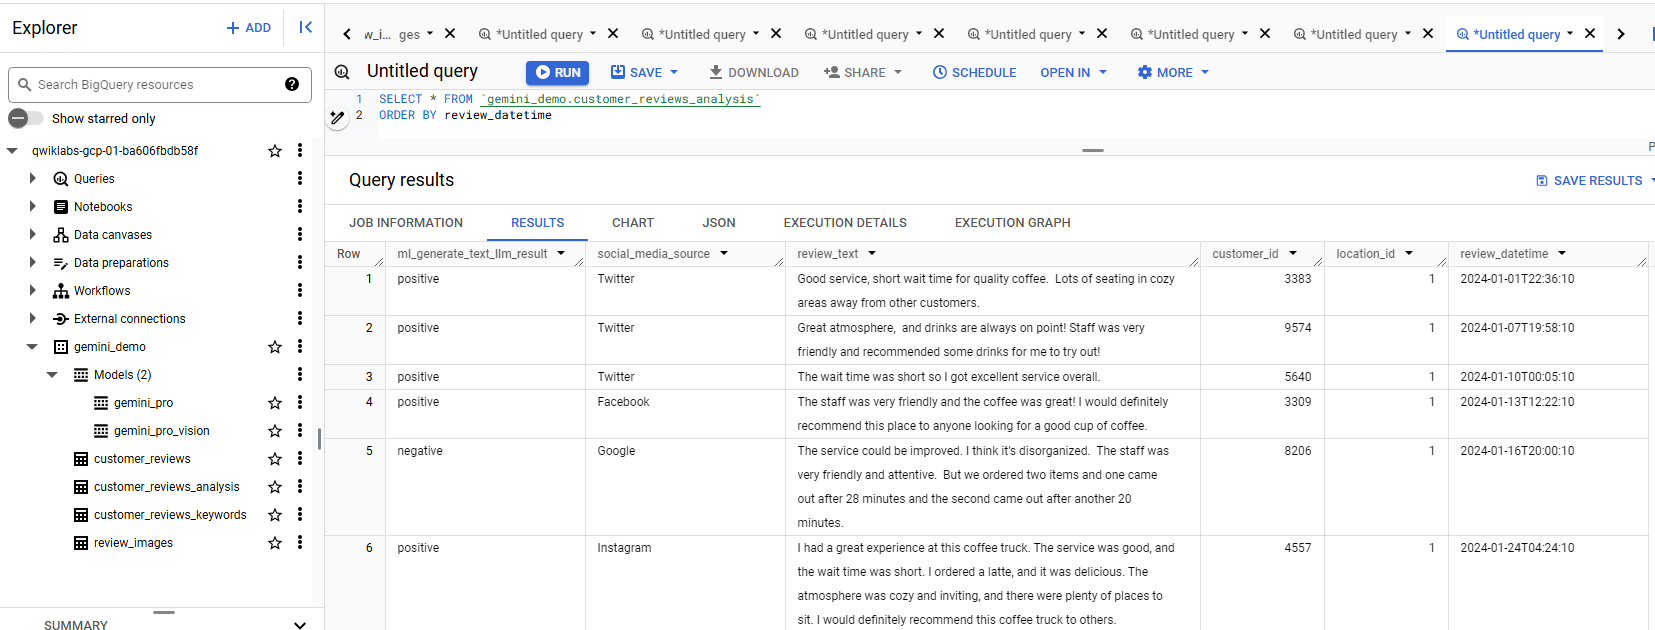 Explorer
+ ADD
Search BigQuery resources
Show starred only
qwiklabs-gcp-01-ba606fbdb58f
Queries
Notebooks
Data canvases
Data preparations
Workflows
External connections
gemini_demo
Models (2)
gemini_pro
gemini_pro_vision
customer_reviews
customer_reviews_analysis
customer_reviews_keywords
review_images
SUMMARY
w_i... ges *Untitled query *Untitled query *Untitled query *Untitled query *Untitled query *Untitled query *Untitled query
Untitled query RUN SAVE DOWNLOAD SHARE SCHEDULE OPEN IN MORE
1 SELECT * FROM `gemini_demo.customer_reviews_analysis`
2 ORDER BY review_datetime
P
Query results SAVE RESULTS
JOB INFORMATION RESULTS CHART JSON EXECUTION DETAILS EXECUTION GRAPH
Row ml_generate_text_llm_result social_media_source review_text customer_id location_id review_datetime
1 positive Twitter Good service, short wait time for quality coffee. Lots of seating in cozy 3383 1 2024-01-01T22:36:10
areas away from other customers.
2 positive Twitter Great atmosphere, and drinks are always on point! Staff was very 9574 1 2024-01-07T19:58:10
friendly and recommended some drinks for me to try out!
3 positive Twitter The wait time was short so I got excellent service overall. 5640 1 2024-01-10T00:05:10
4 positive Facebook The staff was very friendly and the coffee was great! I would definitely 3309 1 2024-01-13T12:22:10
recommend this place to anyone looking for a good cup of coffee.
5 negative Google The service could be improved. I think it's disorganized. The staff was 8206 1 2024-01-16T20:00:10
very friendly and attentive. But we ordered two items and one came
out after 28 minutes and the second came out after another 20
minutes.
6 positive Instagram I had a great experience at this coffee truck. The service was good, and 4557 1 2024-01-24T04:24:10
the wait time was short. I ordered a latte, and it was delicious. The
atmosphere was cozy and inviting, and there were plenty of places to
sit. I would definitely recommend this coffee truck to others.